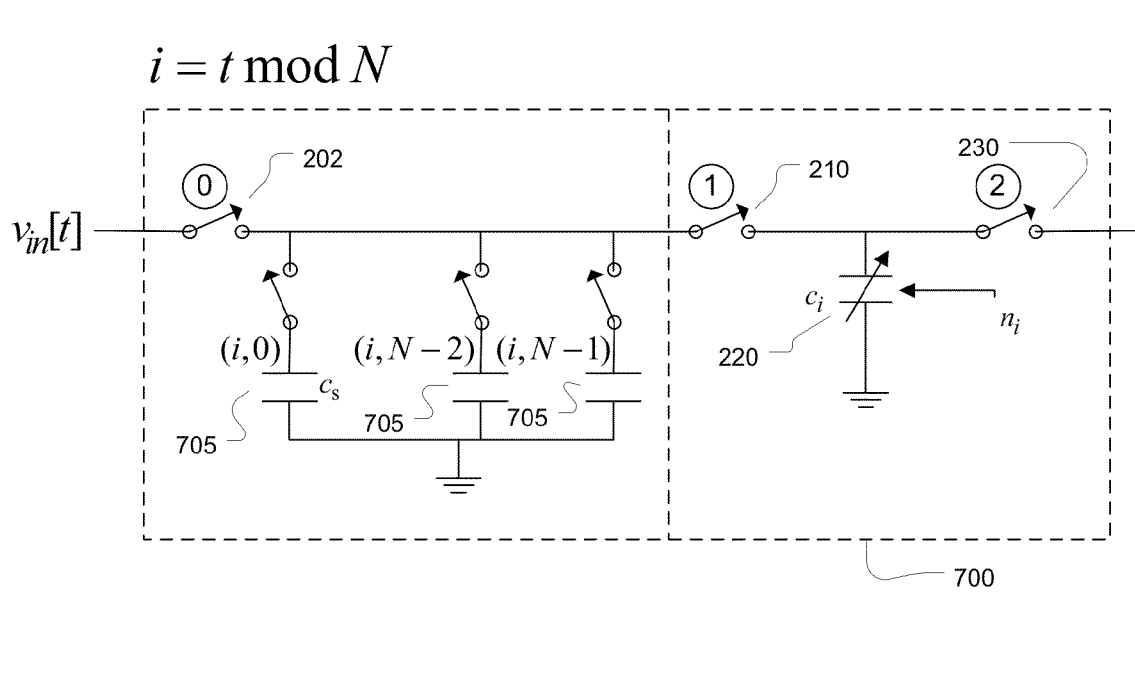 i = t mod N
0
202
1
210
2
230
v_in[t]
(i,0)
(i,N−2)
(i,N−1)
c_s
c_i
n_i
220
705
705
705
700